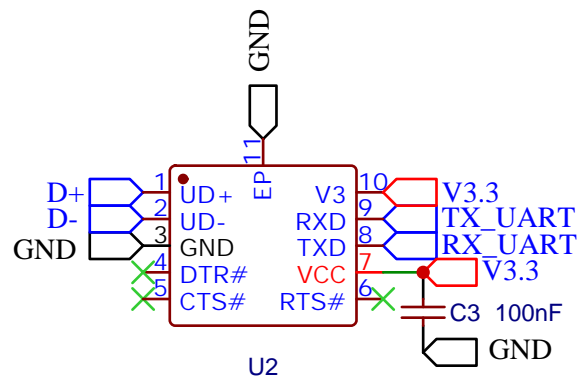 GND
11
EP
D+ 1 UD+ V3 10 V3.3
D- 2 UD- RXD 9 TX_UART
GND 3 GND TXD 8 RX_UART
4 DTR# VCC 7 V3.3
5 CTS# RTS# 6
C3 100nF
GND
U2